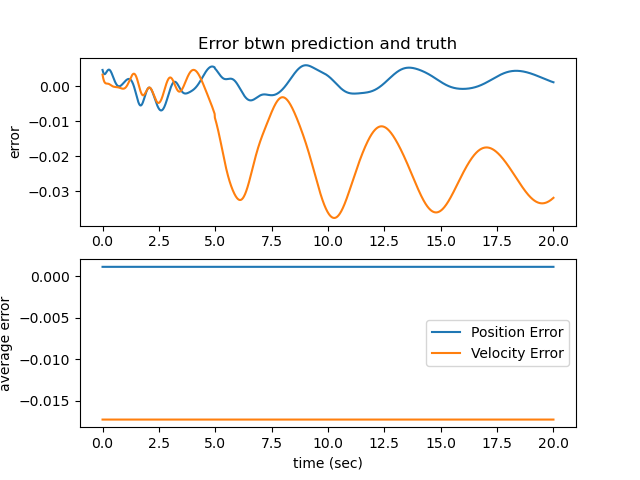 Error btwn prediction and truth
error
0.00
−0.01
−0.02
−0.03
0.0 2.5 5.0 7.5 10.0 12.5 15.0 17.5 20.0
average error
0.000
−0.005
−0.010
−0.015
Position Error
Velocity Error
0.0 2.5 5.0 7.5 10.0 12.5 15.0 17.5 20.0
time (sec)